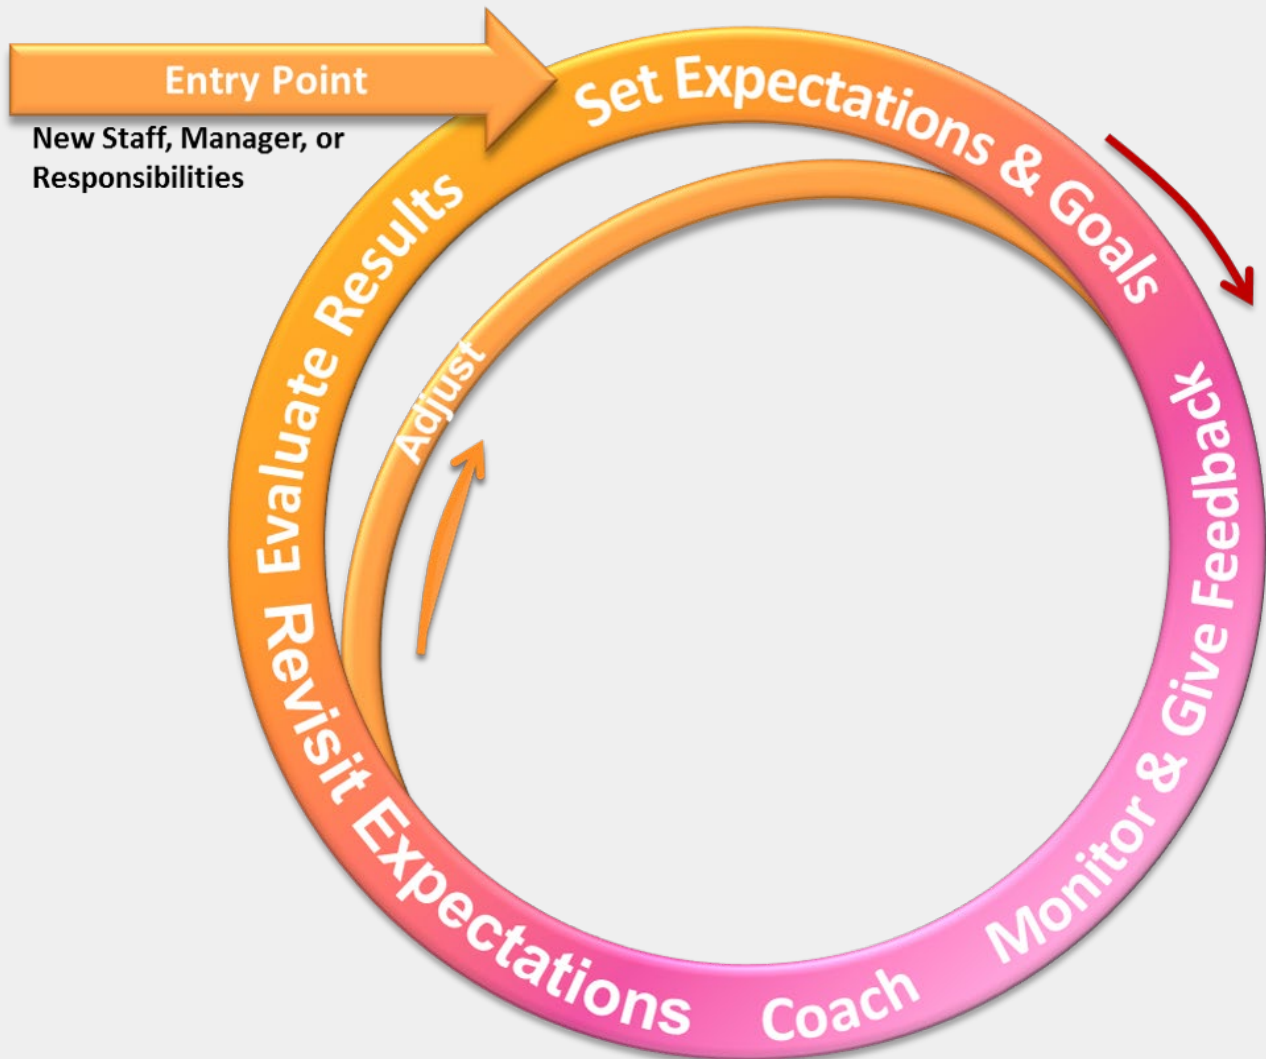 Entry Point
New Staff, Manager, or
Responsibilities
Set Expectations & Goals
Monitor & Give Feedback
Coach
Revisit Expectations
Evaluate Results
Adjust